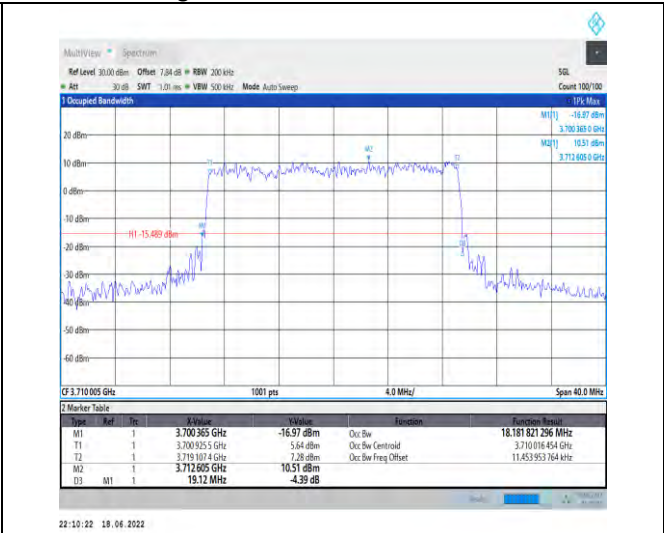 MultiView Spectrum
Ref Level 30.00 dBm Offset 7.84 dB RBW 200 kHz SGL
Att 30 dB SWT 1.01 ms VBW 500 kHz Mode Auto Sweep Count 100/100
1 Occupied Bandwidth 1Pk Max
M1[1] -16.97 dBm
3.700 365 0 GHz
20 dBm M2[1] 10.51 dBm
3.712 605 0 GHz
M2
10 dBm T1 T2
0 dBm
-10 dBm
M1
H1 -15.489 dBm
-20 dBm
-30 dBm
-40 dBm
-50 dBm
-60 dBm
CF 3.710 005 GHz 1001 pts 4.0 MHz/ Span 40.0 MHz
2 Marker Table
Type Ref Trc X-Value Y-Value Function Function Result
M1 1 3.700 365 GHz -16.97 dBm Occ Bw 18.181 821 296 MHz
T1 1 3.700 925 5 GHz 5.64 dBm Occ Bw Centroid 3.710 016 454 GHz
T2 1 3.719 107 4 GHz 7.28 dBm Occ Bw Freq Offset 11.453 953 764 kHz
M2 1 3.712 605 GHz 10.51 dBm
D3 M1 1 19.12 MHz -4.39 dB
22:10:22 18.06.2022